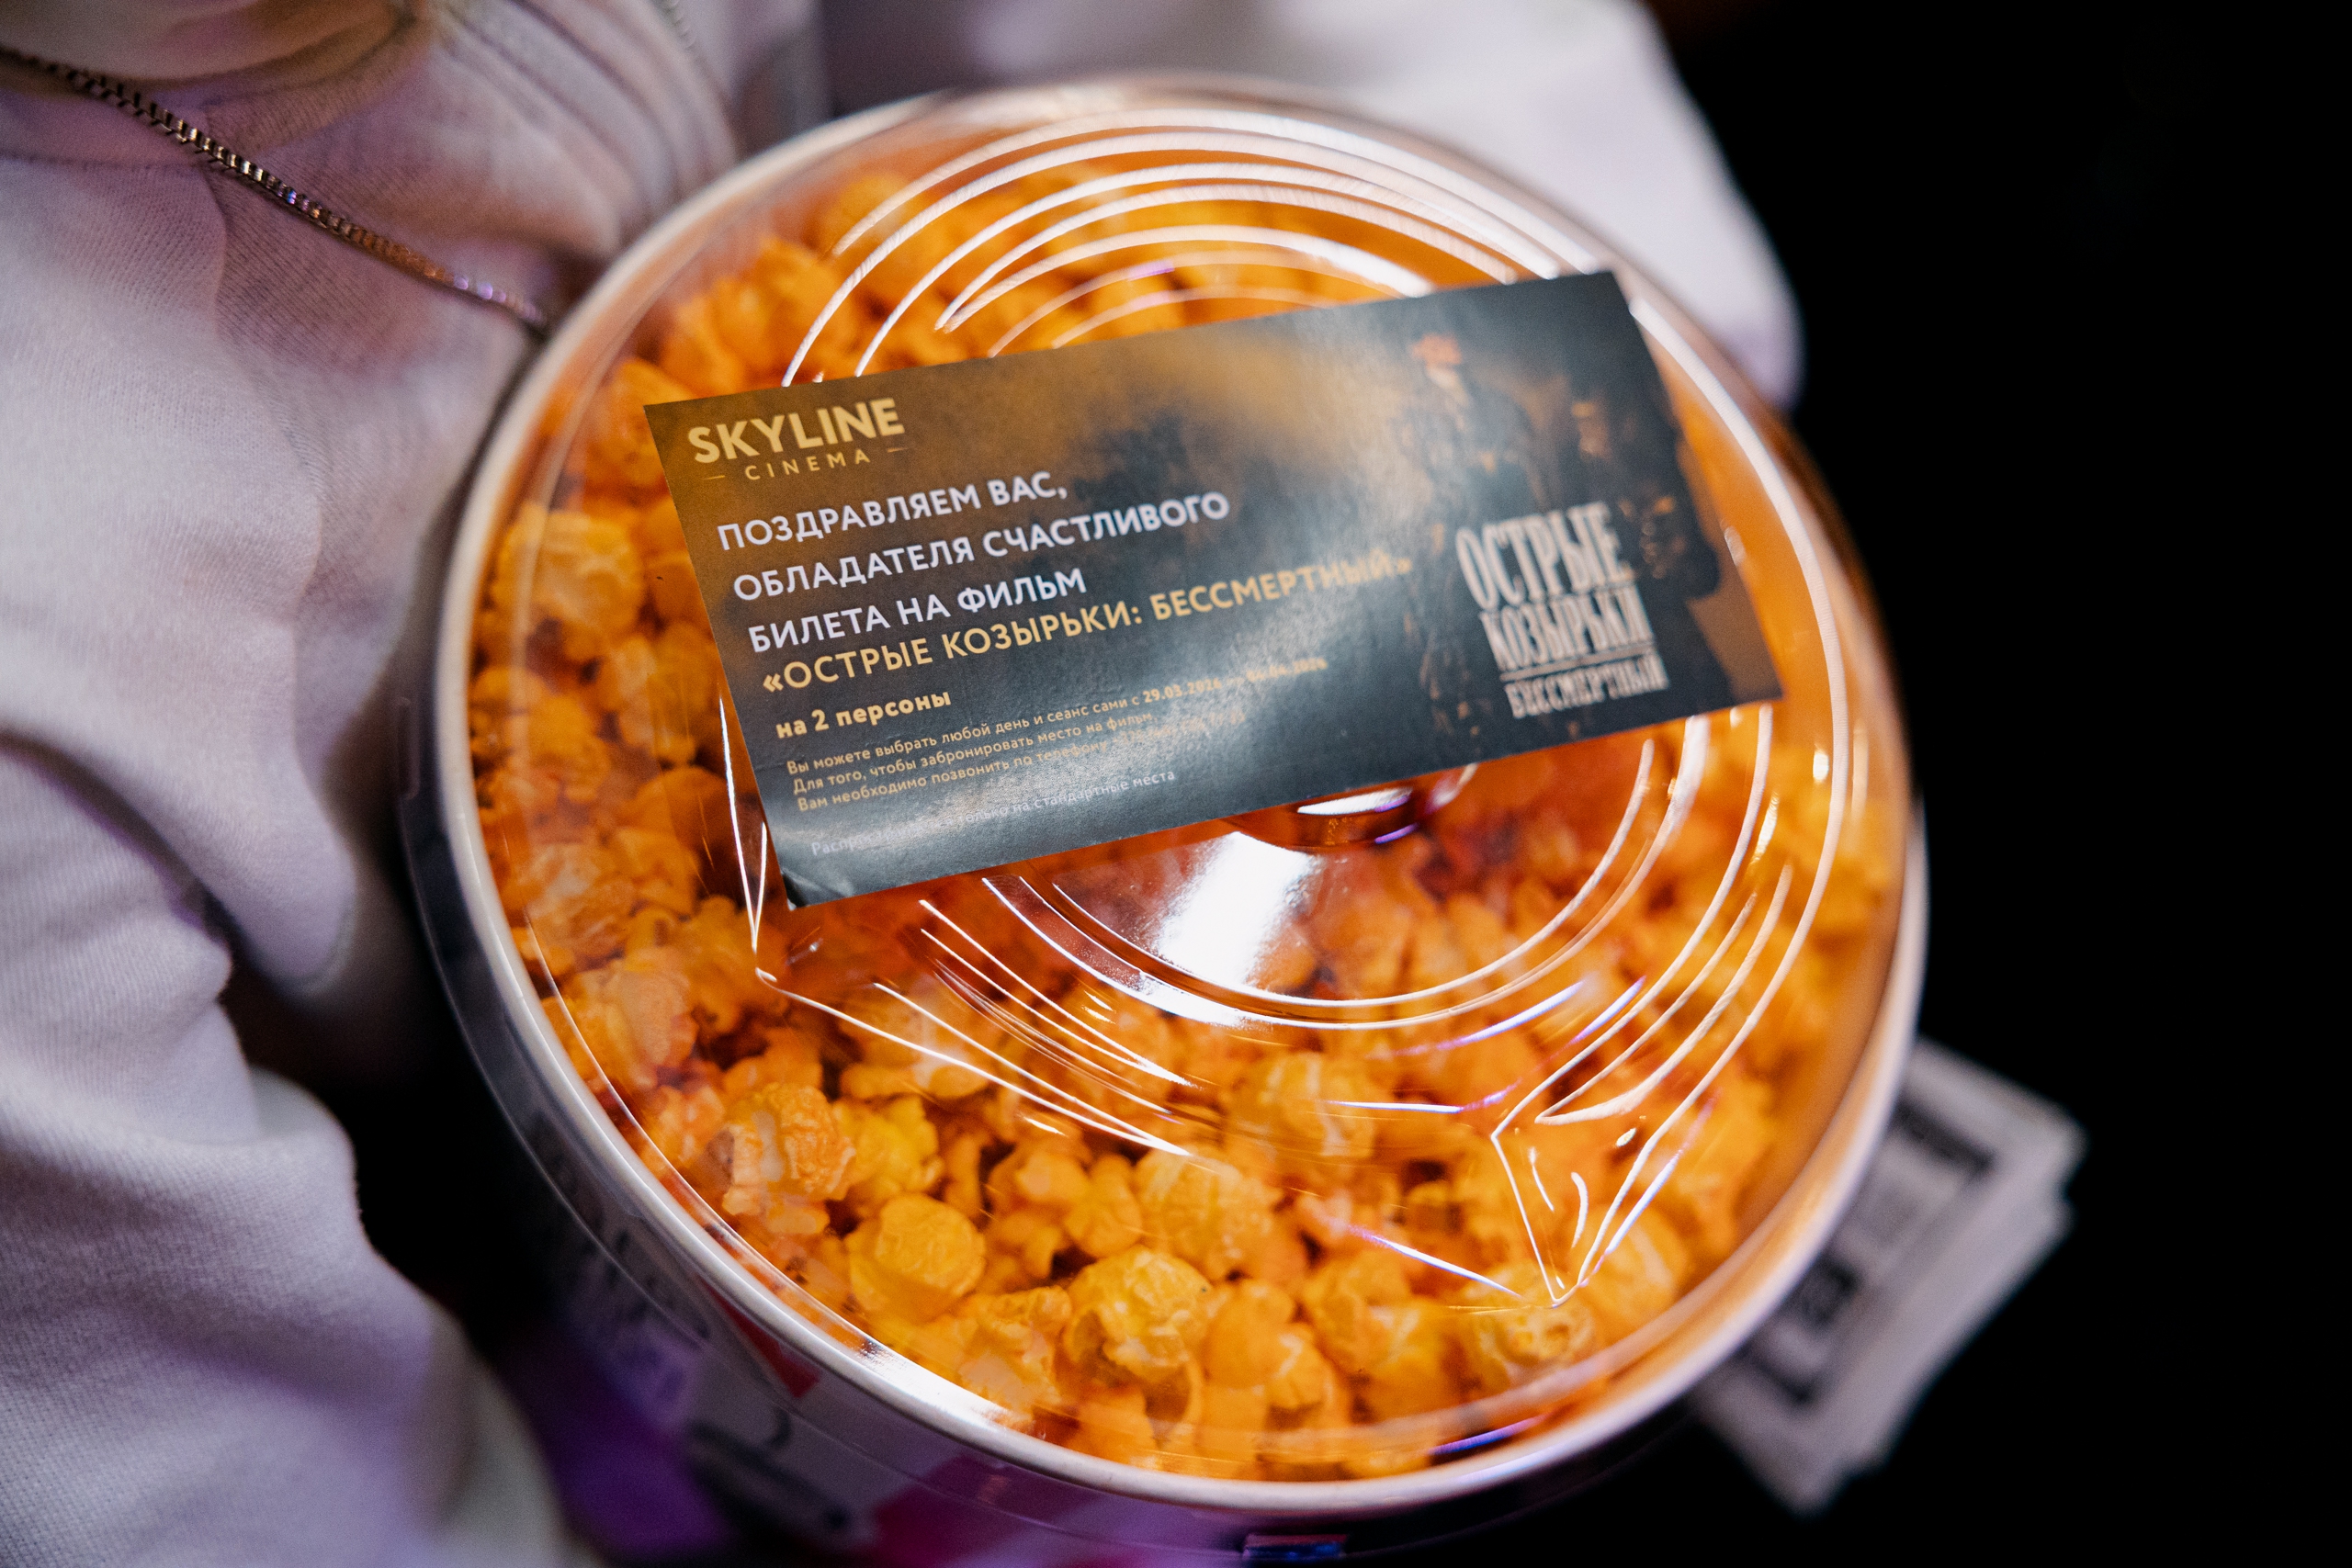 SKYLINE
CINEMA
ПОЗДРАВЛЯЕМ ВАС,
ОБЛАДАТЕЛЯ СЧАСТЛИВОГО
БИЛЕТА НА ФИЛЬМ
«ОСТРЫЕ КОЗЫРЬКИ: БЕССМЕРТНЫЙ»
на 2 персоны
Вы можете выбрать любой день и сеанс сами с 29.03.2026
Для того, чтобы забронировать место на фильм
Вам необходимо позвонить по телефону
на стандартные места
ОСТРЫЕ
КОЗЫРЬКИ
БЕССМЕРТНЫЙ